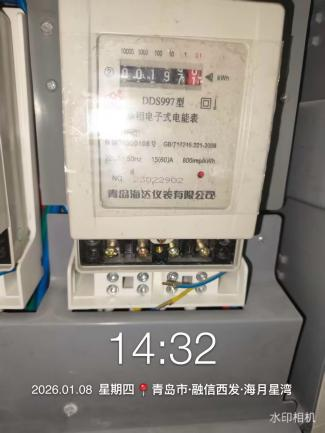 10000 1000 100 10 1 0.1
kWh
DDS997型
单相电子式电能表
GB/T17215.321-2008
15(60)A 800imp/kWh
NO. 23022902
青岛海达仪装有限公司
14:32
2026.01.08 星期四 青岛市·融信西发·海月星湾
水印相机